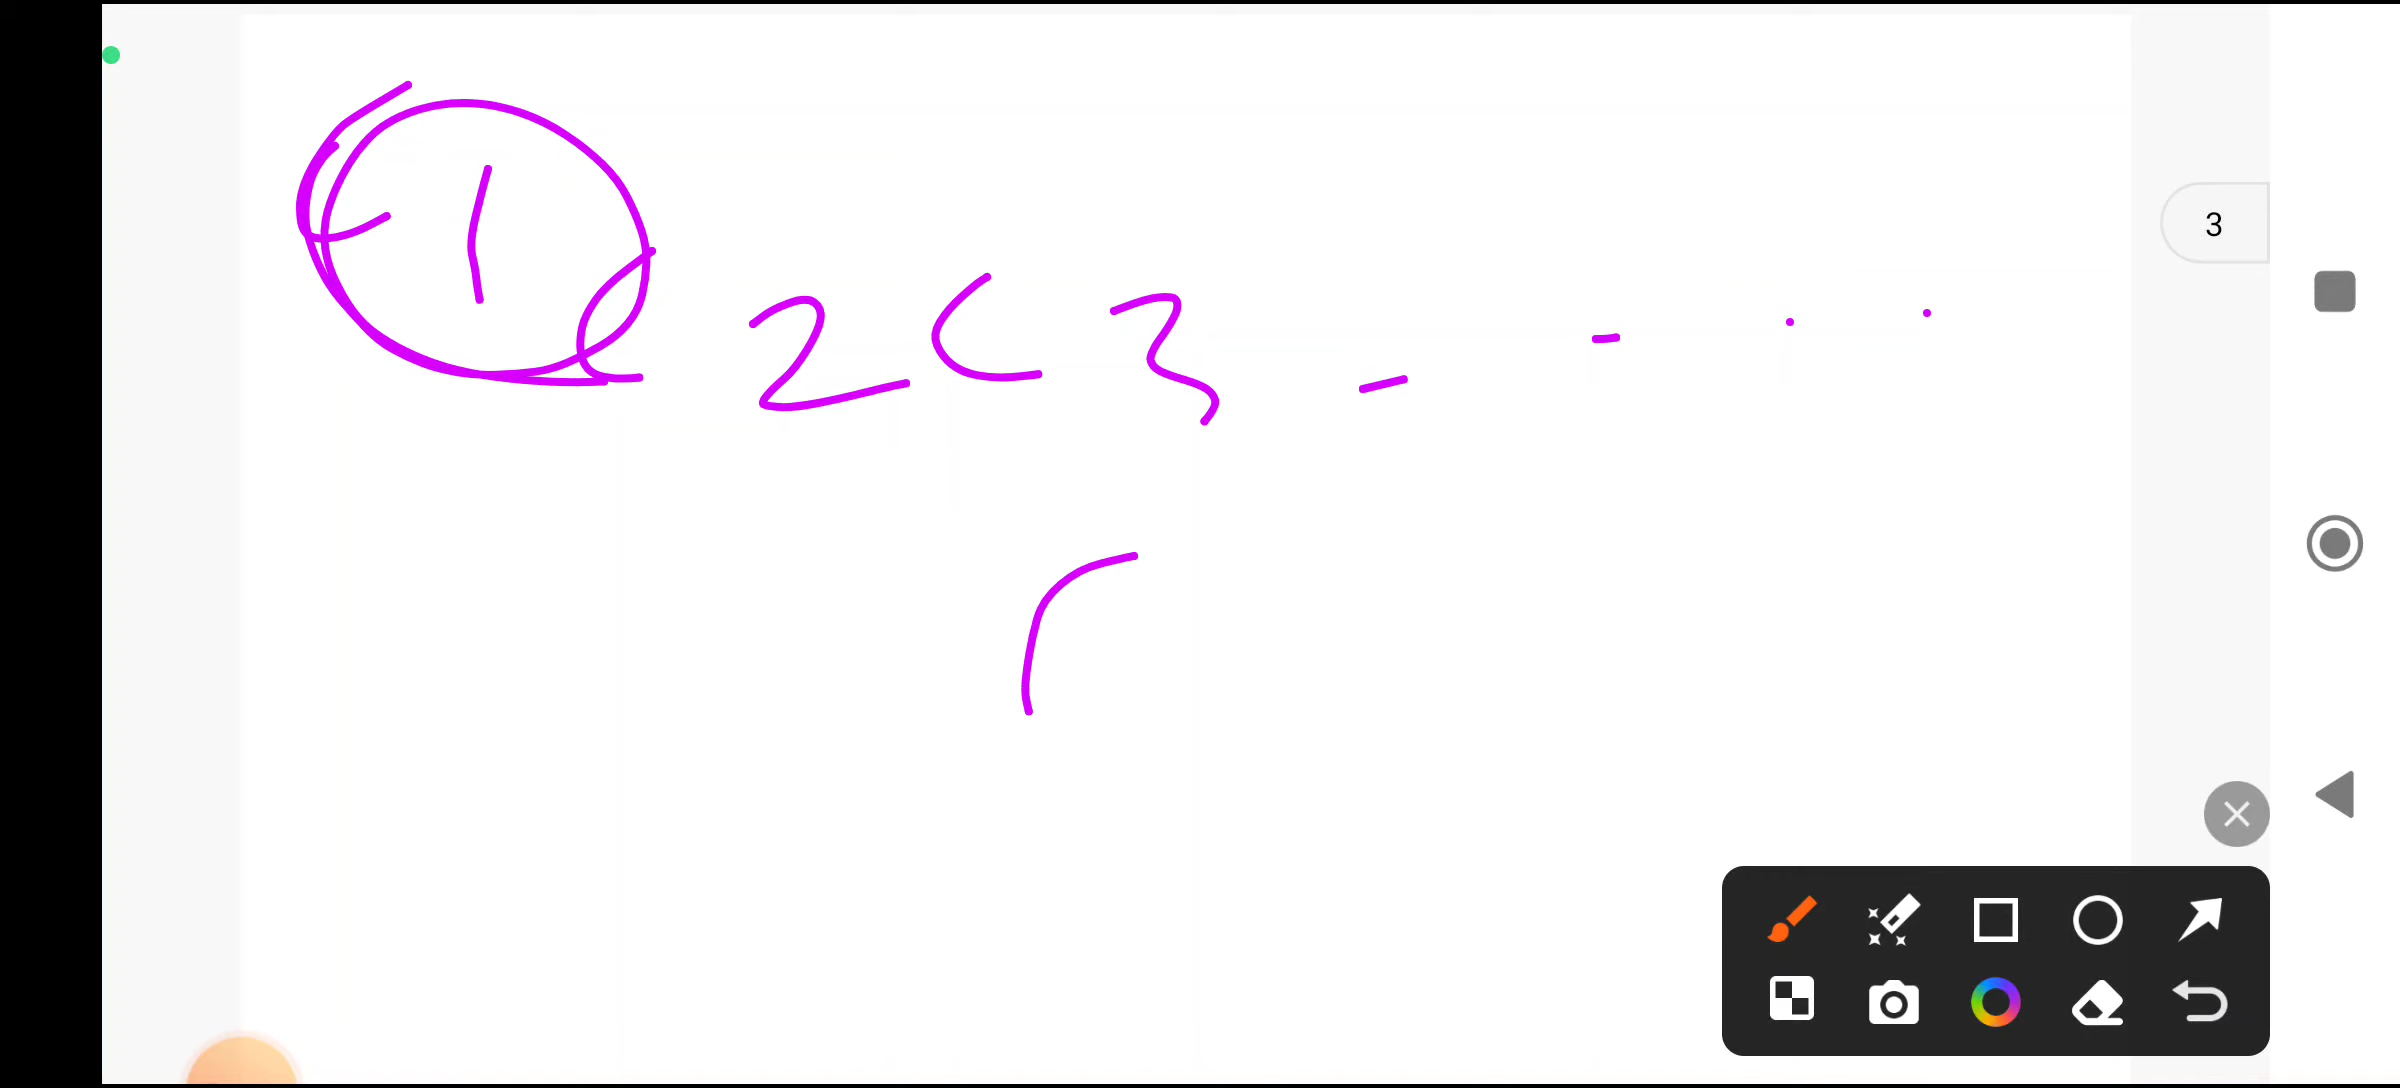 1 < 2 < 3 - - . .
3